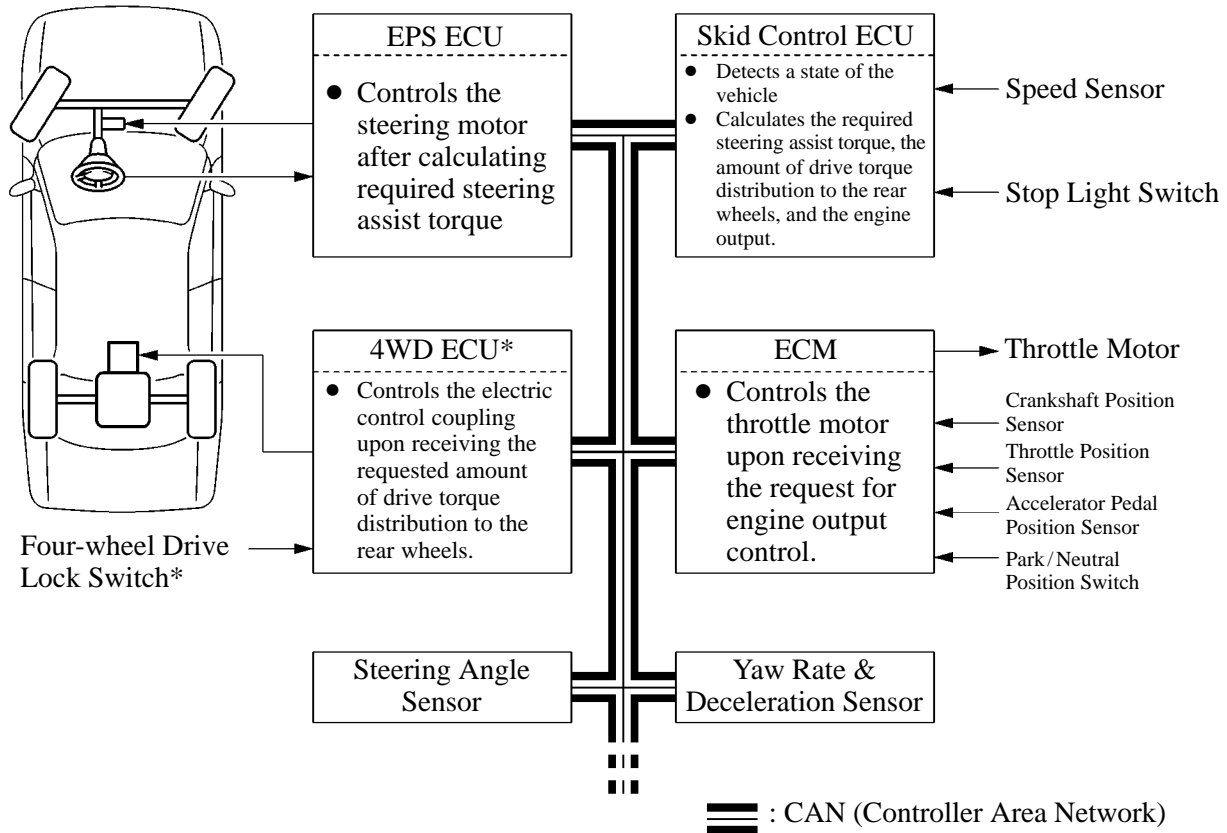 EPS ECU
● Controls the
steering motor
after calculating
required steering
assist torque
Skid Control ECU
● Detects a state of the
vehicle
● Calculates the required
steering assist torque, the
amount of drive torque
distribution to the rear
wheels, and the engine
output.
Speed Sensor
Stop Light Switch
4WD ECU*
● Controls the electric
control coupling
upon receiving the
requested amount
of drive torque
distribution to the
rear wheels.
Four-wheel Drive
Lock Switch*
ECM
● Controls the
throttle motor
upon receiving
the request for
engine output
control.
Throttle Motor
Crankshaft Position
Sensor
Throttle Position
Sensor
Accelerator Pedal
Position Sensor
Park/Neutral
Position Switch
Steering Angle
Sensor
Yaw Rate &
Deceleration Sensor
: CAN (Controller Area Network)